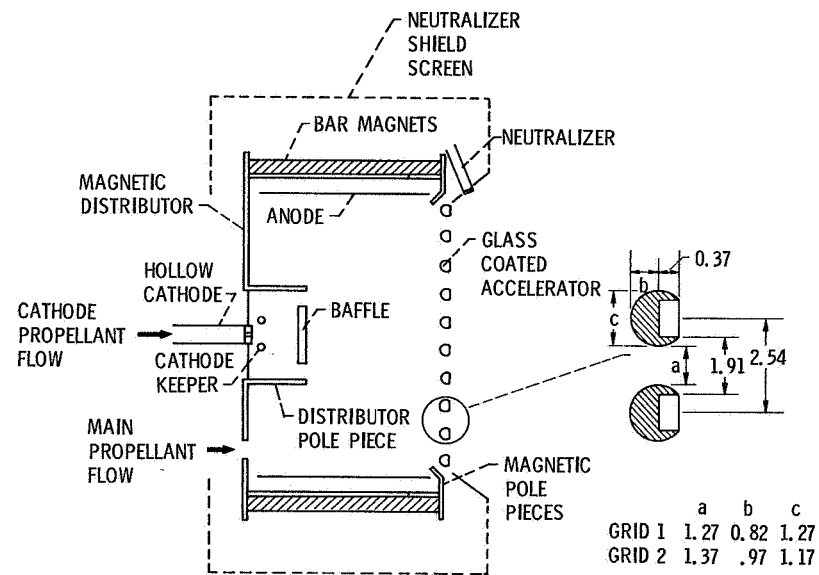 NEUTRALIZER
SHIELD
SCREEN
BAR MAGNETS
NEUTRALIZER
MAGNETIC
DISTRIBUTOR
ANODE
GLASS
COATED
ACCELERATOR
HOLLOW
CATHODE
CATHODE
PROPELLANT
FLOW
BAFFLE
CATHODE
KEEPER
DISTRIBUTOR
POLE PIECE
MAIN
PROPELLANT
FLOW
MAGNETIC
POLE
PIECES
0.37
b
c
a
1.91
2.54
a b c
GRID 1 1.27 0.82 1.27
GRID 2 1.37 .97 1.17